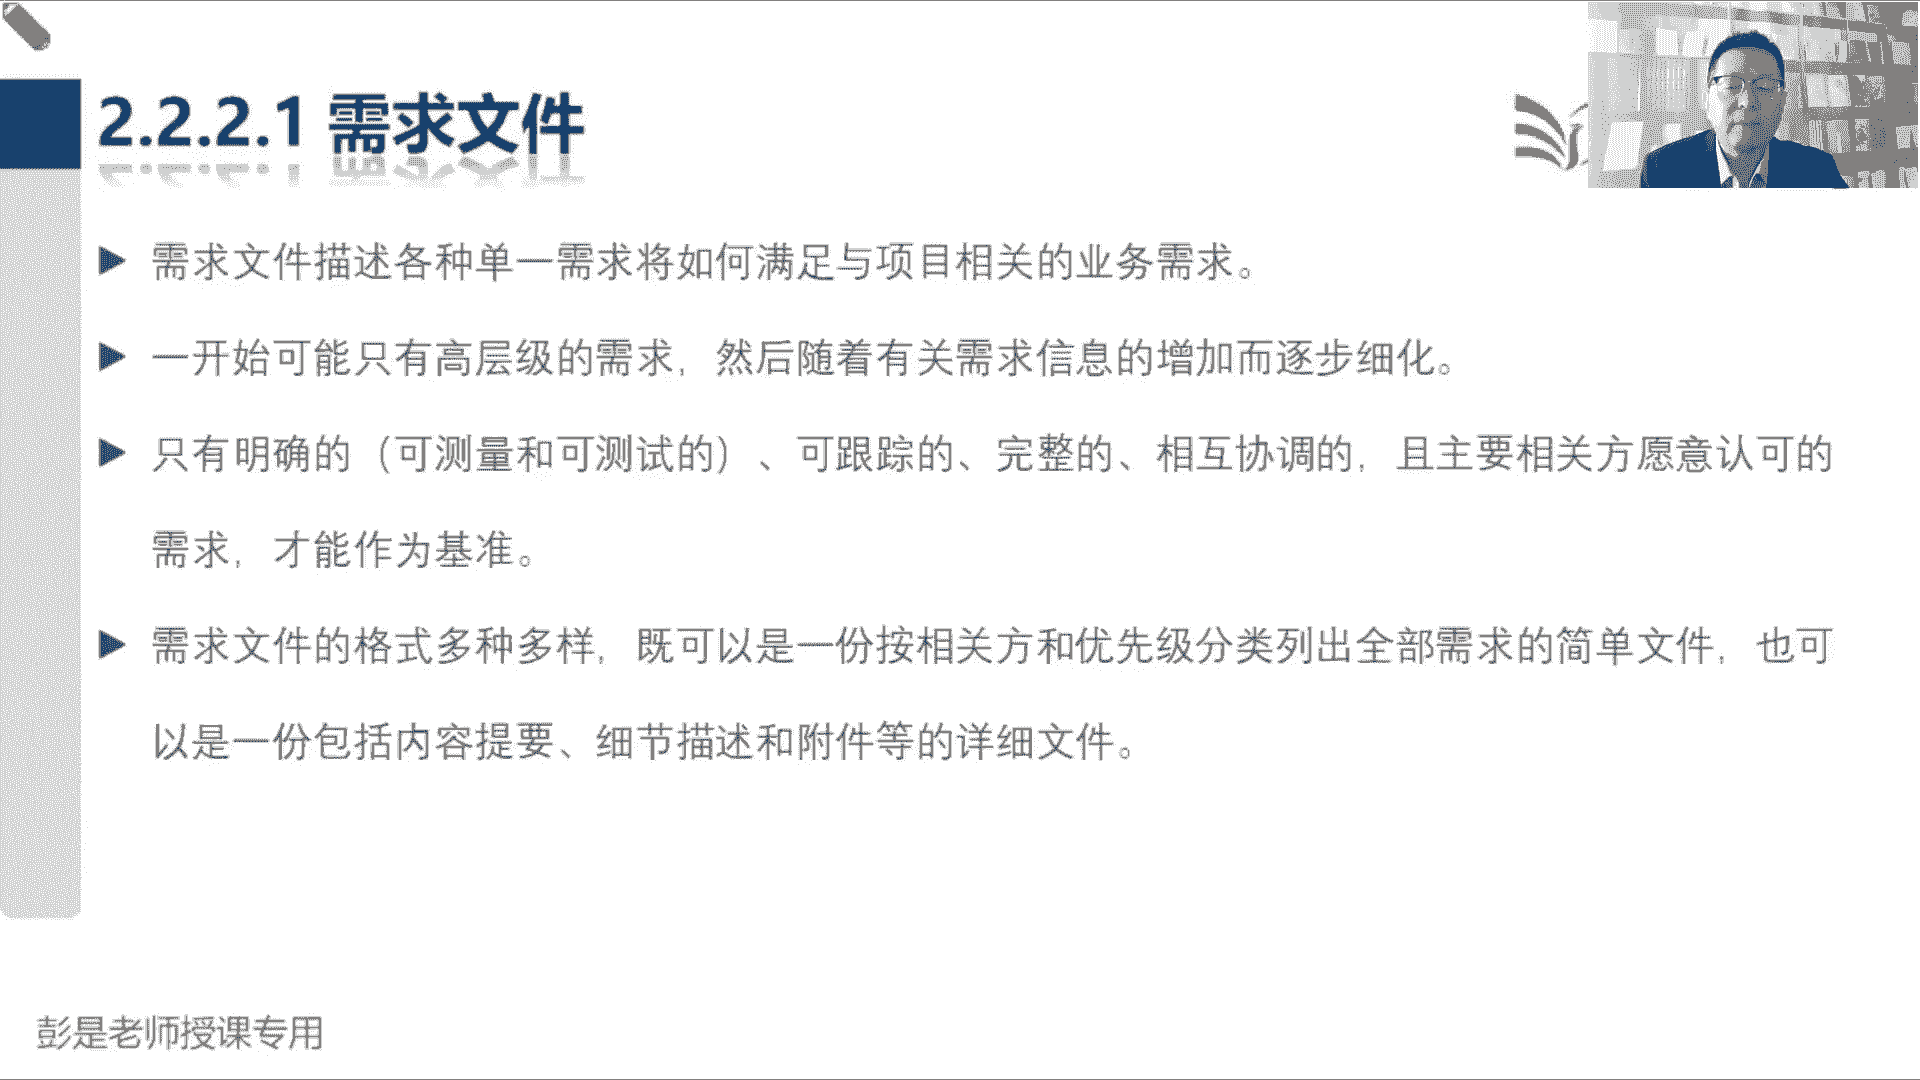 2.2.2.1 需求文件
需求文件描述各种单一需求将如何满足与项目相关的业务需求。
一开始可能只有高层级的需求，然后随着有关需求信息的增加而逐步细化。
只有明确的（可测量和可测试的）、可跟踪的、完整的、相互协调的，且主要相关方愿意认可的
需求，才能作为基准。
需求文件的格式多种多样，既可以是一份按相关方和优先级分类列出全部需求的简单文件，也可
以是一份包括内容提要、细节描述和附件等的详细文件。
彭是老师授课专用